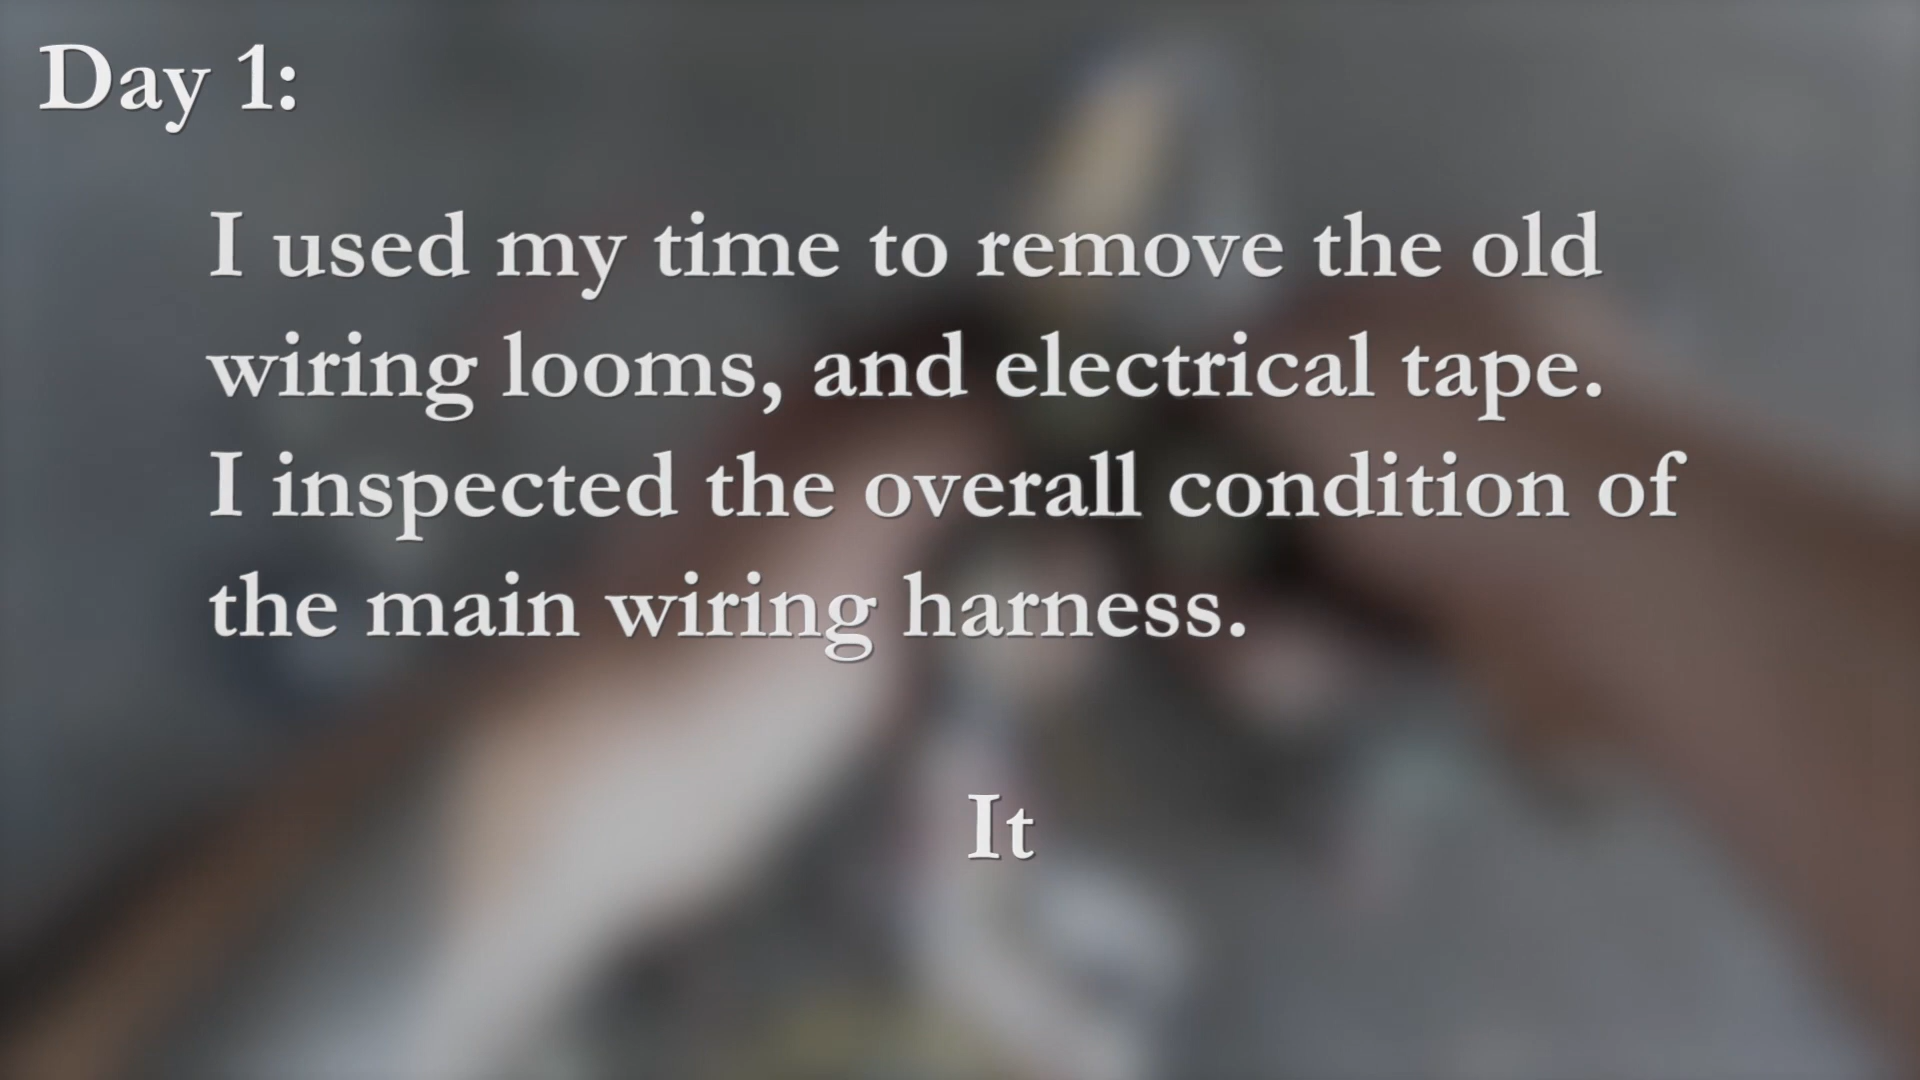 Day 1:
I used my time to remove the old
wiring looms, and electrical tape.
I inspected the overall condition of
the main wiring harness.
It